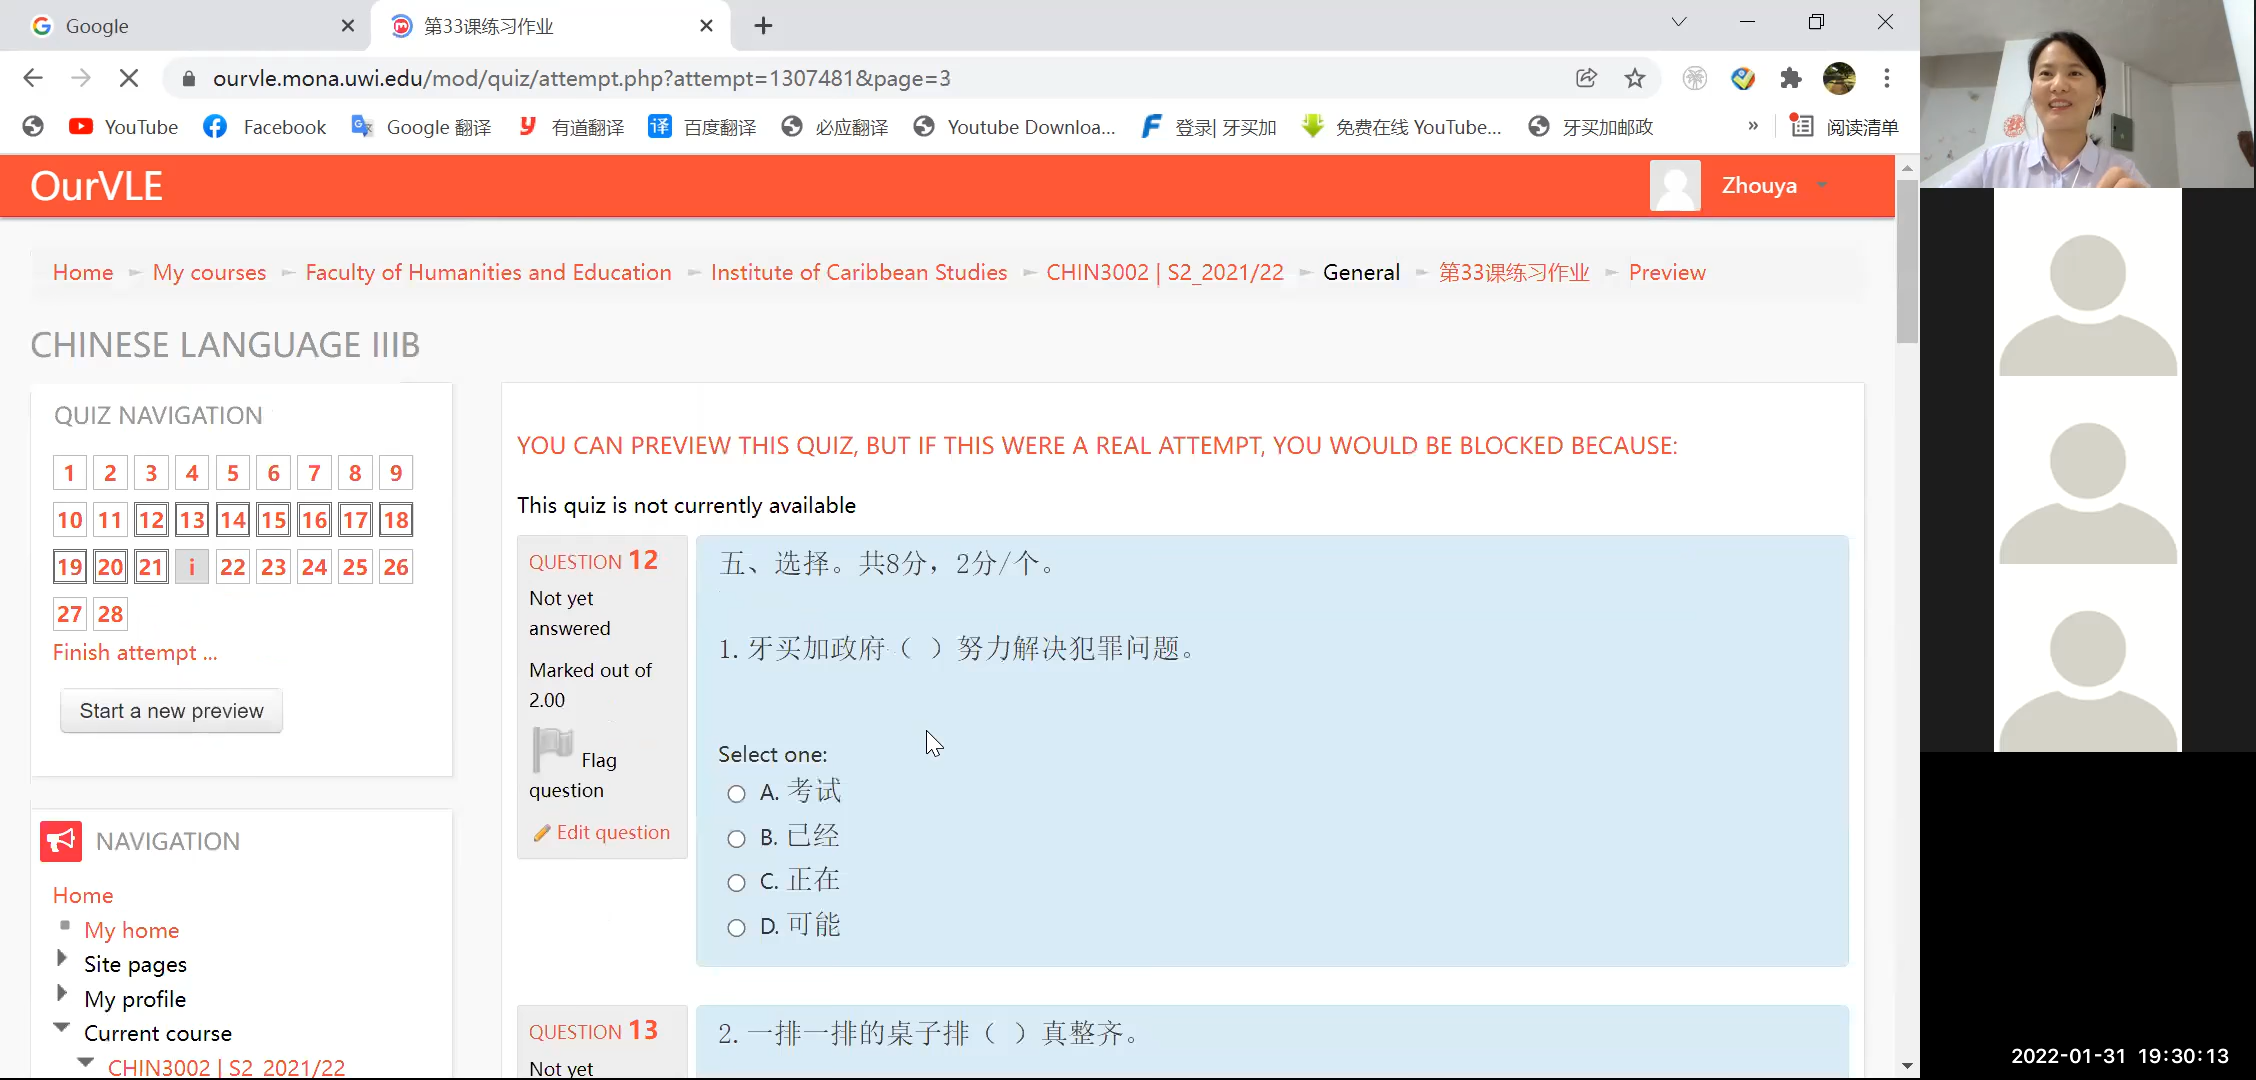 Google
第33课练习作业
ourvle.mona.uwi.edu/mod/quiz/attempt.php?attempt=1307481&page=3
YouTube Facebook Google 翻译 有道翻译 百度翻译 必应翻译 Youtube Downloa... 登录| 牙买加 免费在线 YouTube... 牙买加邮政 » 阅读清单
OurVLE
Zhouya
Home My courses Faculty of Humanities and Education Institute of Caribbean Studies CHIN3002 | S2_2021/22 General 第33课练习作业 Preview
CHINESE LANGUAGE IIIB
QUIZ NAVIGATION
1 2 3 4 5 6 7 8 9
10 11 12 13 14 15 16 17 18
19 20 21 i 22 23 24 25 26
27 28
Finish attempt ...
Start a new preview
NAVIGATION
Home
My home
Site pages
My profile
Current course
CHIN3002 | S2_2021/22
YOU CAN PREVIEW THIS QUIZ, BUT IF THIS WERE A REAL ATTEMPT, YOU WOULD BE BLOCKED BECAUSE:
This quiz is not currently available
QUESTION 12
Not yet
answered
Marked out of
2.00
Flag
question
Edit question
五、选择。共8分，2分/个。
1. 牙买加政府（ ）努力解决犯罪问题。
Select one:
A. 考试
B. 已经
C. 正在
D. 可能
QUESTION 13
Not yet
2. 一排一排的桌子排（ ）真整齐。
2022-01-31 19:30:13